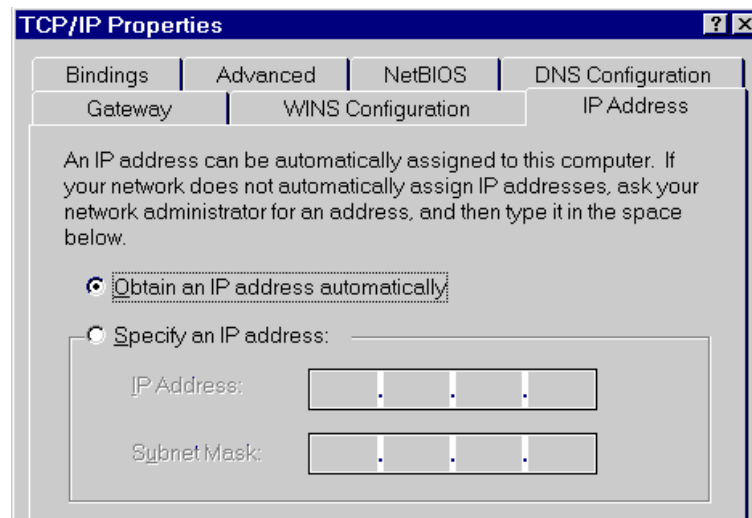 TCP/IP Properties
Bindings Advanced NetBIOS DNS Configuration
Gateway WINS Configuration IP Address
An IP address can be automatically assigned to this computer. If
your network does not automatically assign IP addresses, ask your
network administrator for an address, and then type it in the space
below.
Obtain an IP address automatically
Specify an IP address:
IP Address:
Subnet Mask: